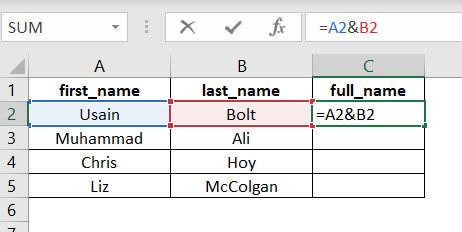 SUM =A2&B2
A B C
1 first_name last_name full_name
2 Usain Bolt =A2&B2
3 Muhammad Ali
4 Chris Hoy
5 Liz McColgan
6
7